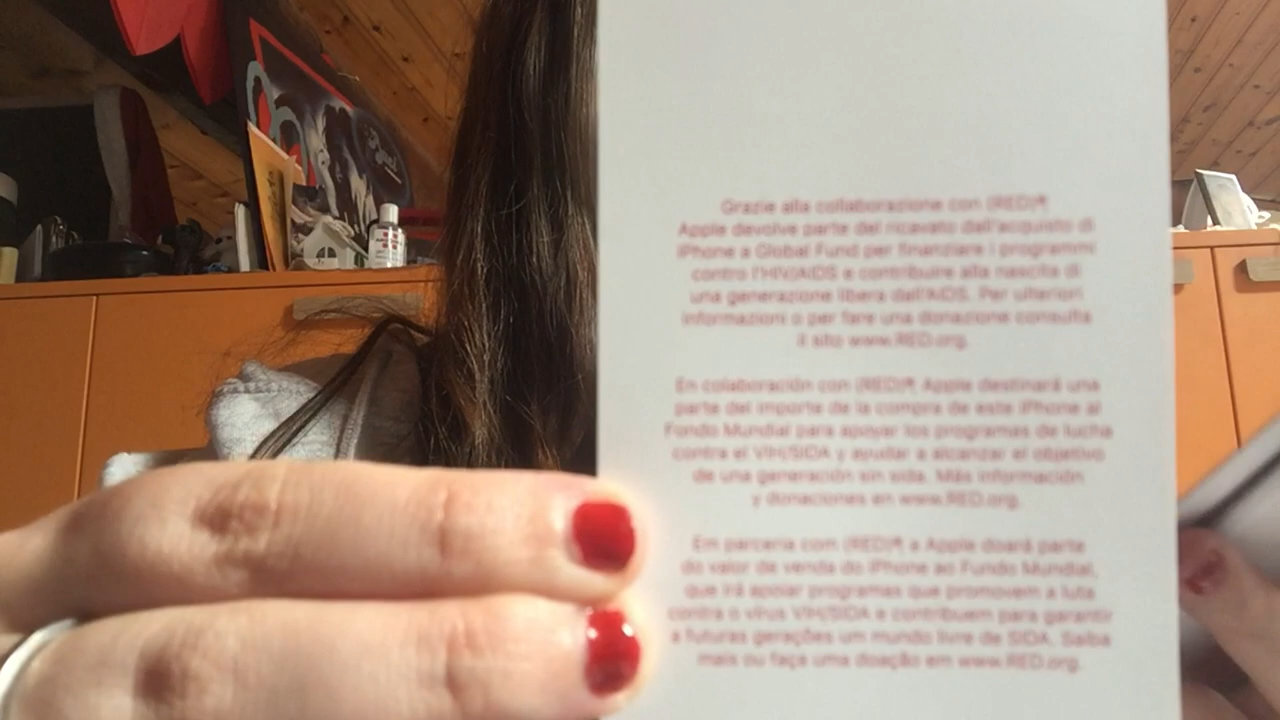 Grazie alla collaborazione con (RED)®,
Apple devolve parte del ricavato dall'acquisto di
iPhone a Global Fund per finanziare i programmi
contro l'HIV/AIDS e contribuire alla nascita di
una generazione libera dall'AIDS. Per ulteriori
informazioni o per fare una donazione consulta
il sito www.RED.org.
En colaboración con (RED)®, Apple destinará una
parte del importe de la compra de este iPhone al
Fondo Mundial para apoyar los programas de lucha
contra el VIH/SIDA y ayudar a alcanzar el objetivo
de una generación sin sida. Más información
y donaciones en www.RED.org.
Em parceria com (RED)®, a Apple doará parte
do valor de venda do iPhone ao Fundo Mundial,
que irá apoiar programas que promovem a luta
contra o vírus VIH/SIDA e contribuem para garantir
a futuras gerações um mundo livre de SIDA. Saiba
mais ou faça uma doação em www.RED.org.